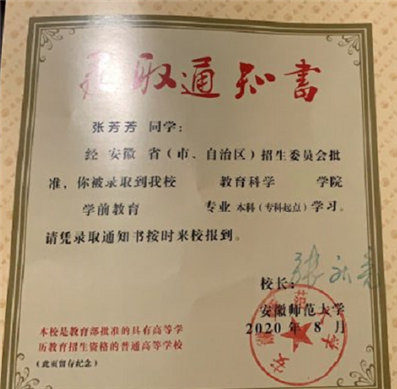 录取通知书
张芳芳 同学：
经 安徽 省（市、自治区）招生委员会批
准，你被录取到我校 教育科学 学院
学前教育 专业 本科（专科起点）学习。
请凭录取通知书按时来校报到。
校长：
安徽师范大学
2020年8月
本校是教育部批准的具有高等学
历教育招生资格的普通高等学校
（此页留存纪念）